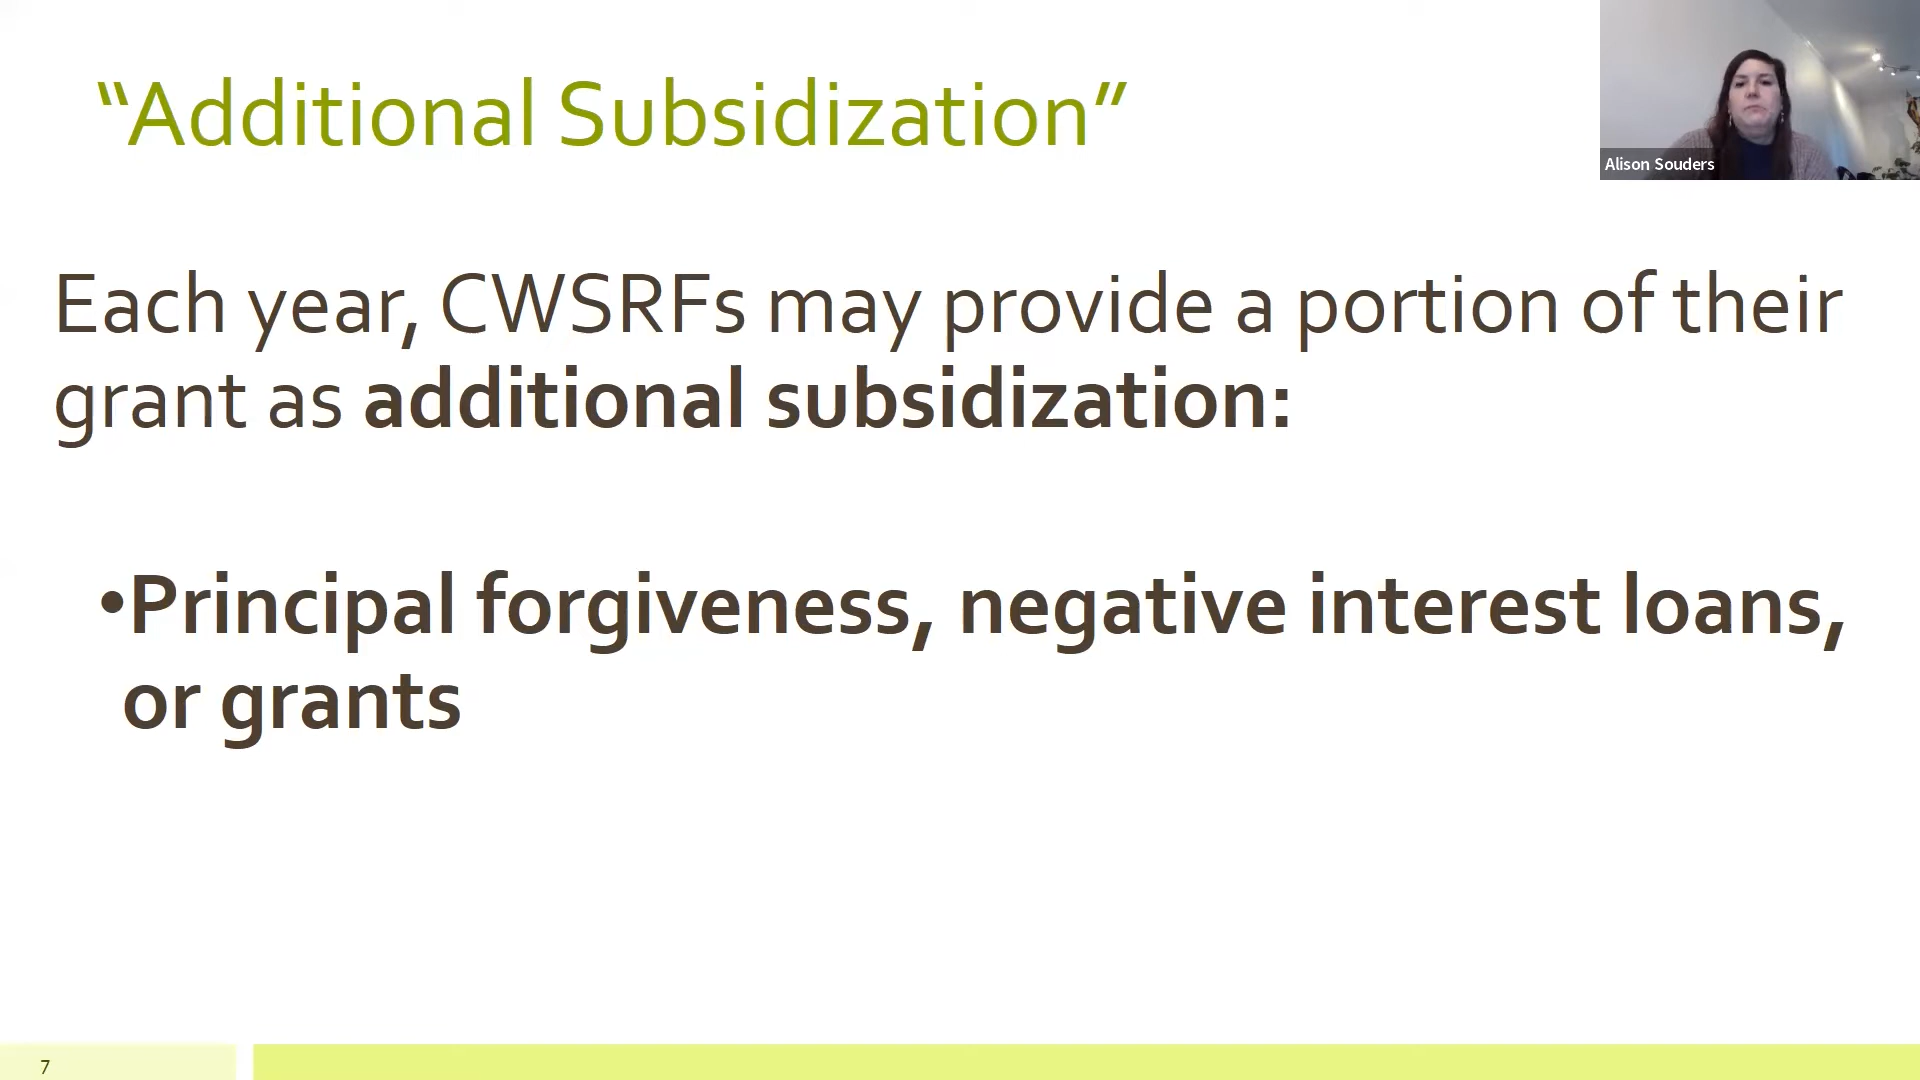 “Additional Subsidization”
Alison Souders
Each year, CWSRFs may provide a portion of their
grant as additional subsidization:
•Principal forgiveness, negative interest loans,
or grants
7